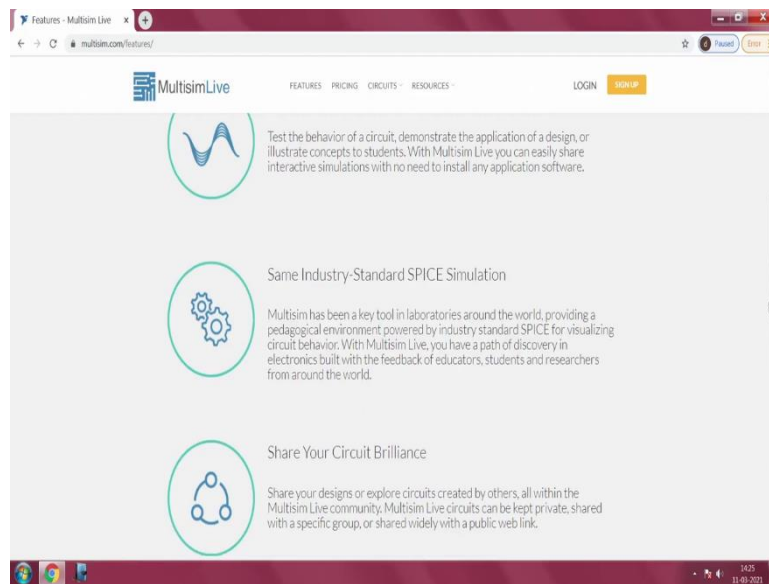 Features - Multisim Live
multisim.com/features/
Paused
Error
MultisimLive
FEATURES PRICING CIRCUITS RESOURCES
LOGIN
SIGN UP
Test the behavior of a circuit, demonstrate the application of a design, or
illustrate concepts to students. With Multisim Live you can easily share
interactive simulations with no need to install any application software.
Same Industry-Standard SPICE Simulation
Multisim has been a key tool in laboratories around the world, providing a
pedagogical environment powered by industry standard SPICE for visualizing
circuit behavior. With Multisim Live, you have a path of discovery in
electronics built with the feedback of educators, students and researchers
from around the world.
Share Your Circuit Brilliance
Share your designs or explore circuits created by others, all within the
Multisim Live community. Multisim Live circuits can be kept private, shared
with a specific group, or shared widely with a public web link.
14:25
11-03-2021